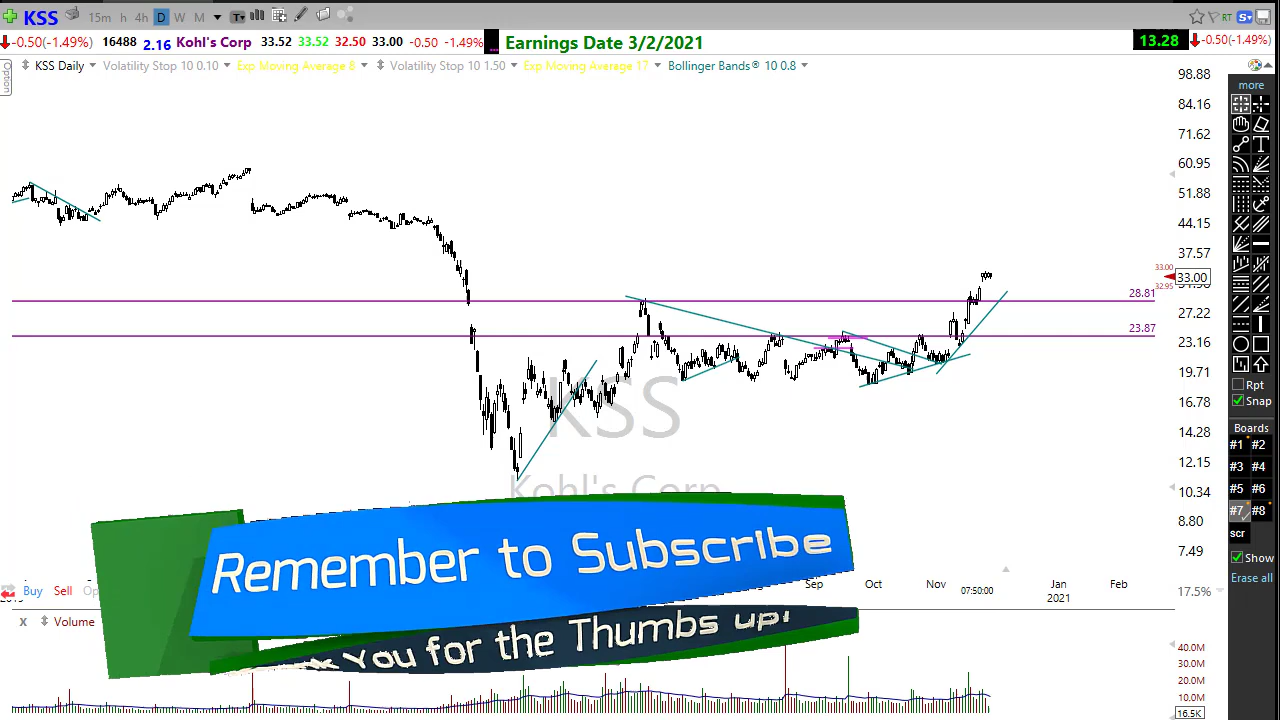 KSS 15m h 4h D W M T
-0.50(-1.49%) 16488 2.16 Kohl's Corp 33.52 33.52 32.50 33.00 -0.50 -1.49% Earnings Date 3/2/2021 13.28 -0.50(-1.49%)
RT S
Option
KSS Daily Volatility Stop 10 0.10 Exp Moving Average 8 Volatility Stop 10 1.50 Exp Moving Average 17 Bollinger Bands® 10 0.8
98.88
more
84.16
71.62
60.95
51.88
44.15
37.57
33.00
33.00
32.95
28.81
27.22
23.87
23.16
19.71
16.78
14.28
12.15
10.34
8.80
7.49
KSS
Kohl's Corp
Rpt
Snap
Boards
#1 #2
#3 #4
#5 #6
#7 #8
scr
Show
Erase all
Remember to Subscribe
You for the Thumbs up!
Buy Sell
Sep Oct Nov 07:50:00 Jan Feb
2021
17.5%
x Volume
40.0M
30.0M
20.0M
10.0M
16.5K